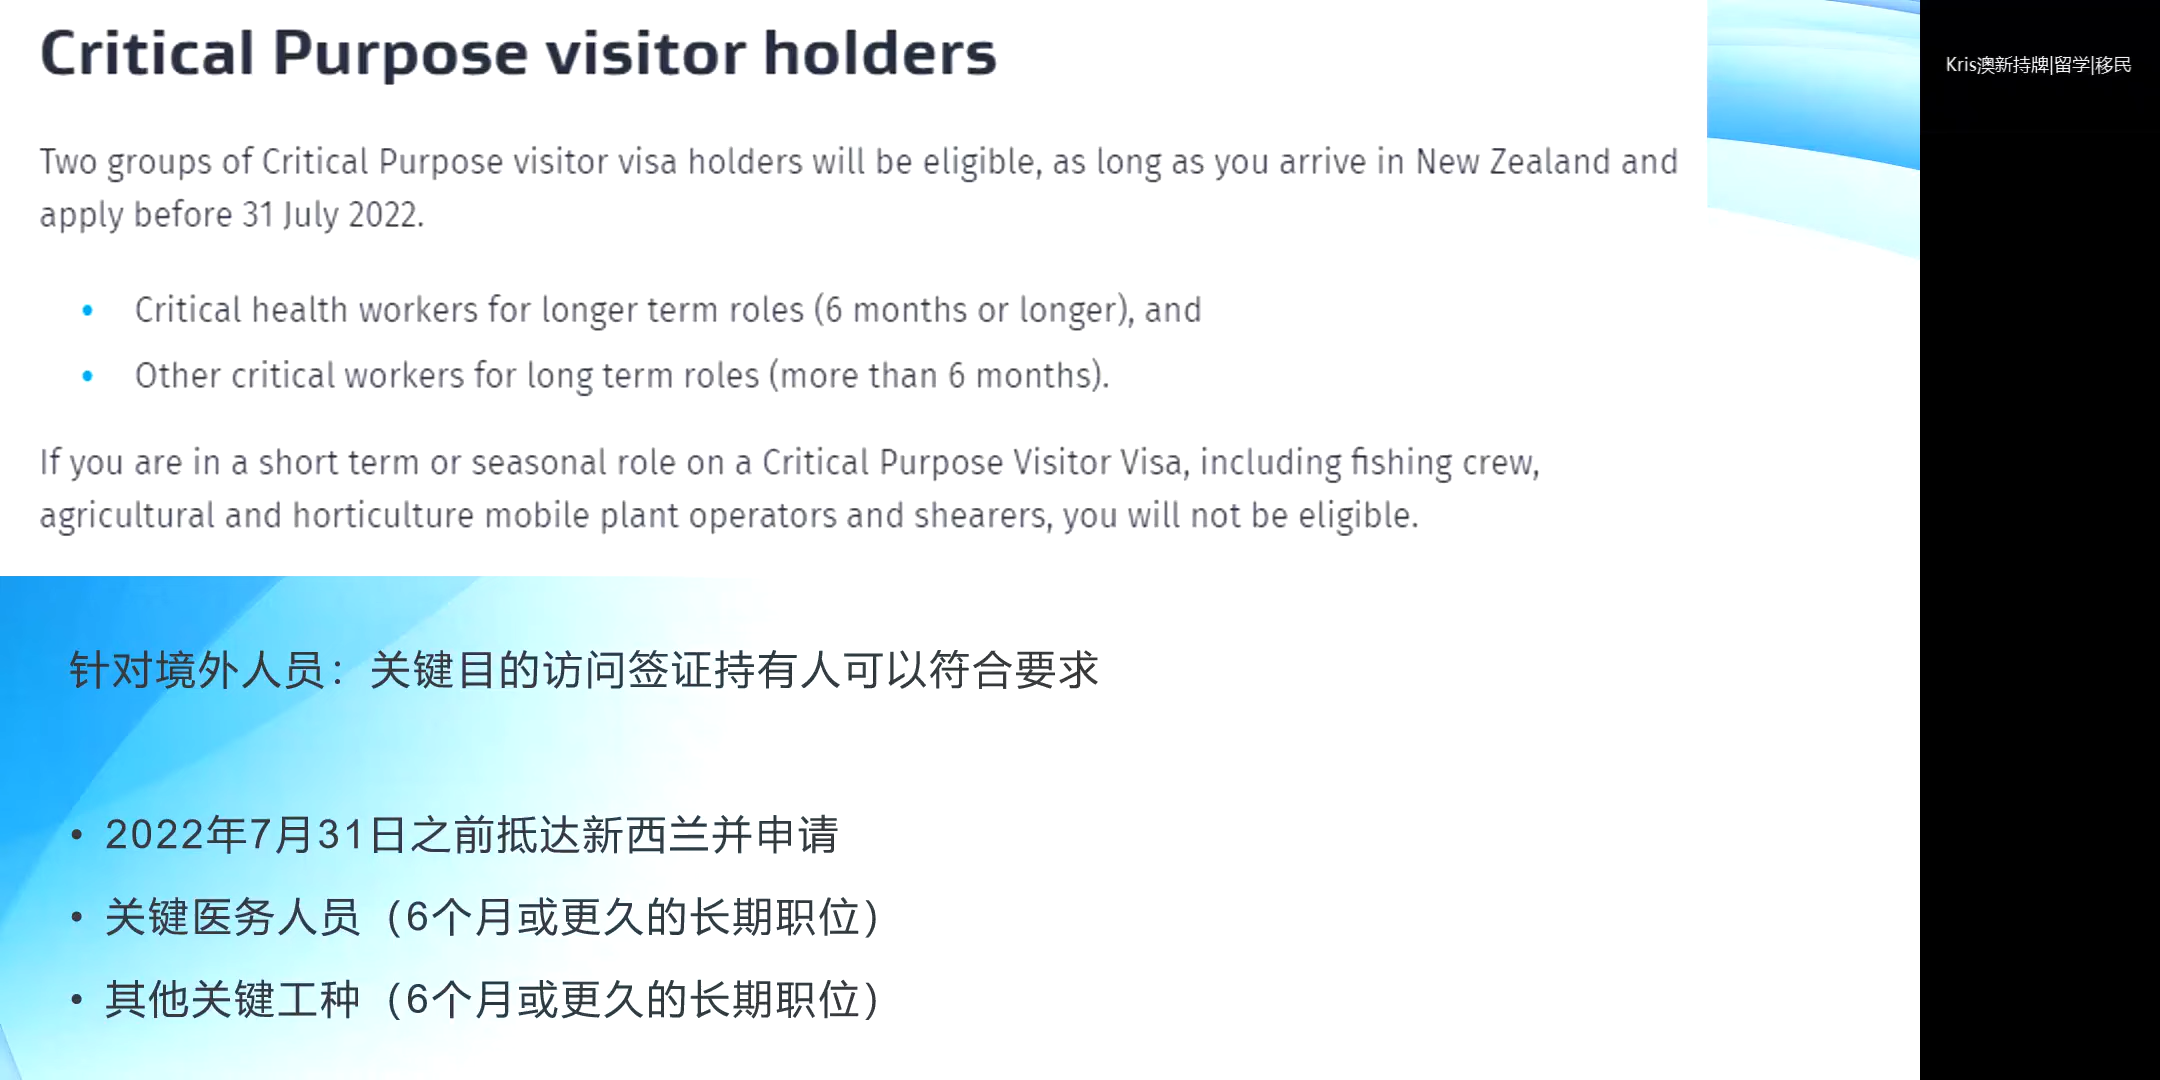 Critical Purpose visitor holders
Kris澳新持牌|留学|移民
Two groups of Critical Purpose visitor visa holders will be eligible, as long as you arrive in New Zealand and
apply before 31 July 2022.
• Critical health workers for longer term roles (6 months or longer), and
• Other critical workers for long term roles (more than 6 months).
If you are in a short term or seasonal role on a Critical Purpose Visitor Visa, including fishing crew,
agricultural and horticulture mobile plant operators and shearers, you will not be eligible.
针对境外人员：关键目的访问签证持有人可以符合要求
• 2022年7月31日之前抵达新西兰并申请
• 关键医务人员（6个月或更久的长期职位）
• 其他关键工种（6个月或更久的长期职位）